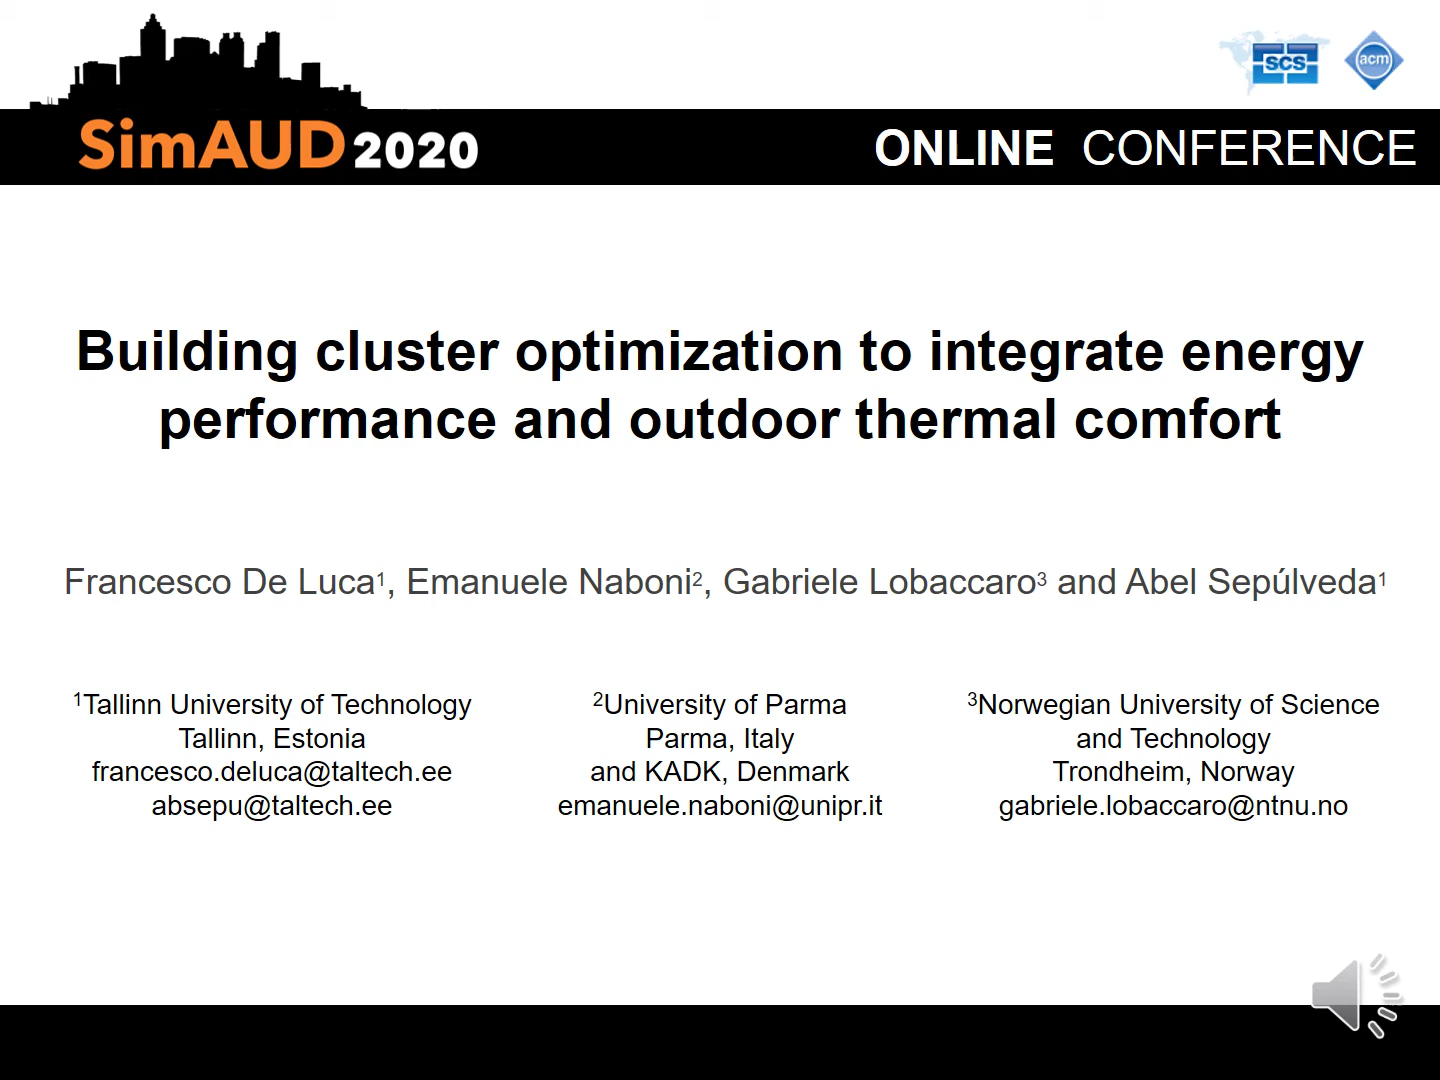 scs
acm
SimAUD 2020
ONLINE CONFERENCE
Building cluster optimization to integrate energy
performance and outdoor thermal comfort
Francesco De Luca1, Emanuele Naboni2, Gabriele Lobaccaro3 and Abel Sepúlveda1
1Tallinn University of Technology
Tallinn, Estonia
francesco.deluca@taltech.ee
absepu@taltech.ee
2University of Parma
Parma, Italy
and KADK, Denmark
emanuele.naboni@unipr.it
3Norwegian University of Science
and Technology
Trondheim, Norway
gabriele.lobaccaro@ntnu.no